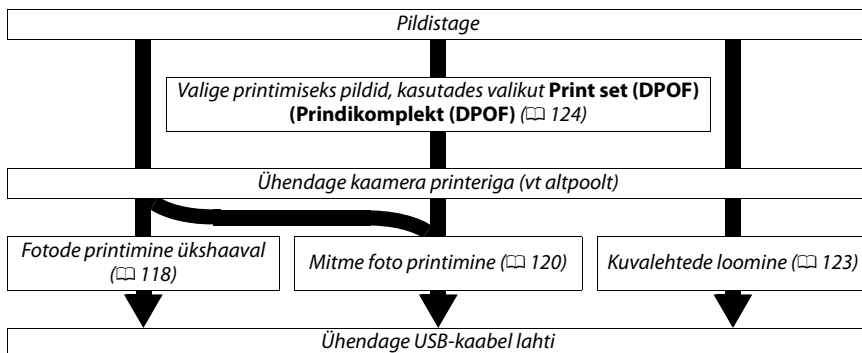 Pildistage
Valige printimiseks pildid, kasutades valikut Print set (DPOF)
(Prindikomplekt (DPOF) (📖 124)
Ühendage kaamera printeriga (vt altpoolt)
Fotode printimine ükshaaval
(📖 118)
Mitme foto printimine (📖 120)
Kuvalehtede loomine (📖 123)
Ühendage USB-kaabel lahti